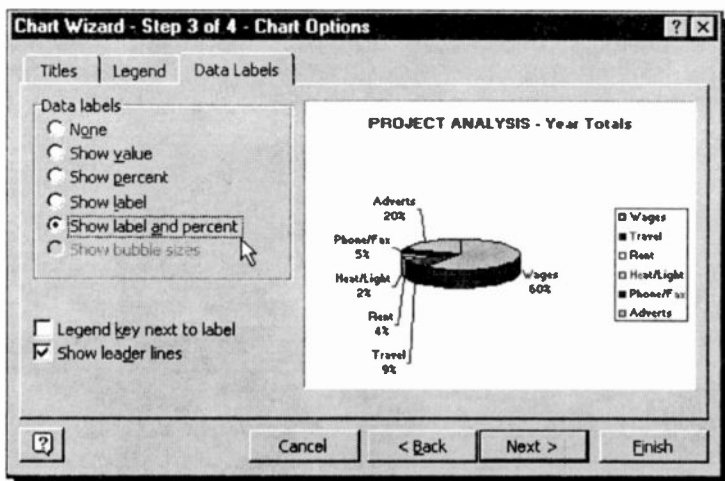 Chart Wizard - Step 3 of 4 - Chart Options
Titles
Legend
Data Labels
Data labels
None
Show value
Show percent
Show label
Show label and percent
Show bubble sizes
Legend key next to label
Show leader lines
PROJECT ANALYSIS - Year Totals
Adverts
20%
Phone/Fax
5%
Heat/Light
2%
Rent
4%
Travel
9%
Wages
60%
Wages
Travel
Rent
Heat/Light
Phone/Fax
Adverts
Cancel
< Back
Next >
Finish